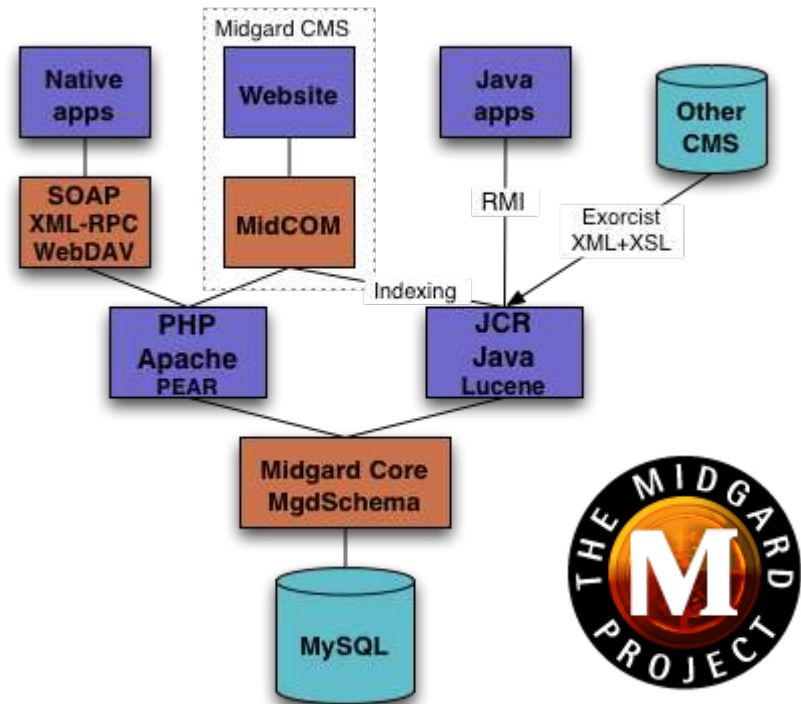 Midgard CMS
Native
apps
Website
Java
apps
Other
CMS
SOAP
XML-RPC
WebDAV
MidCOM
RMI
Exorcist
XML+XSL
Indexing
PHP
Apache
PEAR
JCR
Java
Lucene
Midgard Core
MgdSchema
MySQL
THE MIDGARD
M
PROJECT